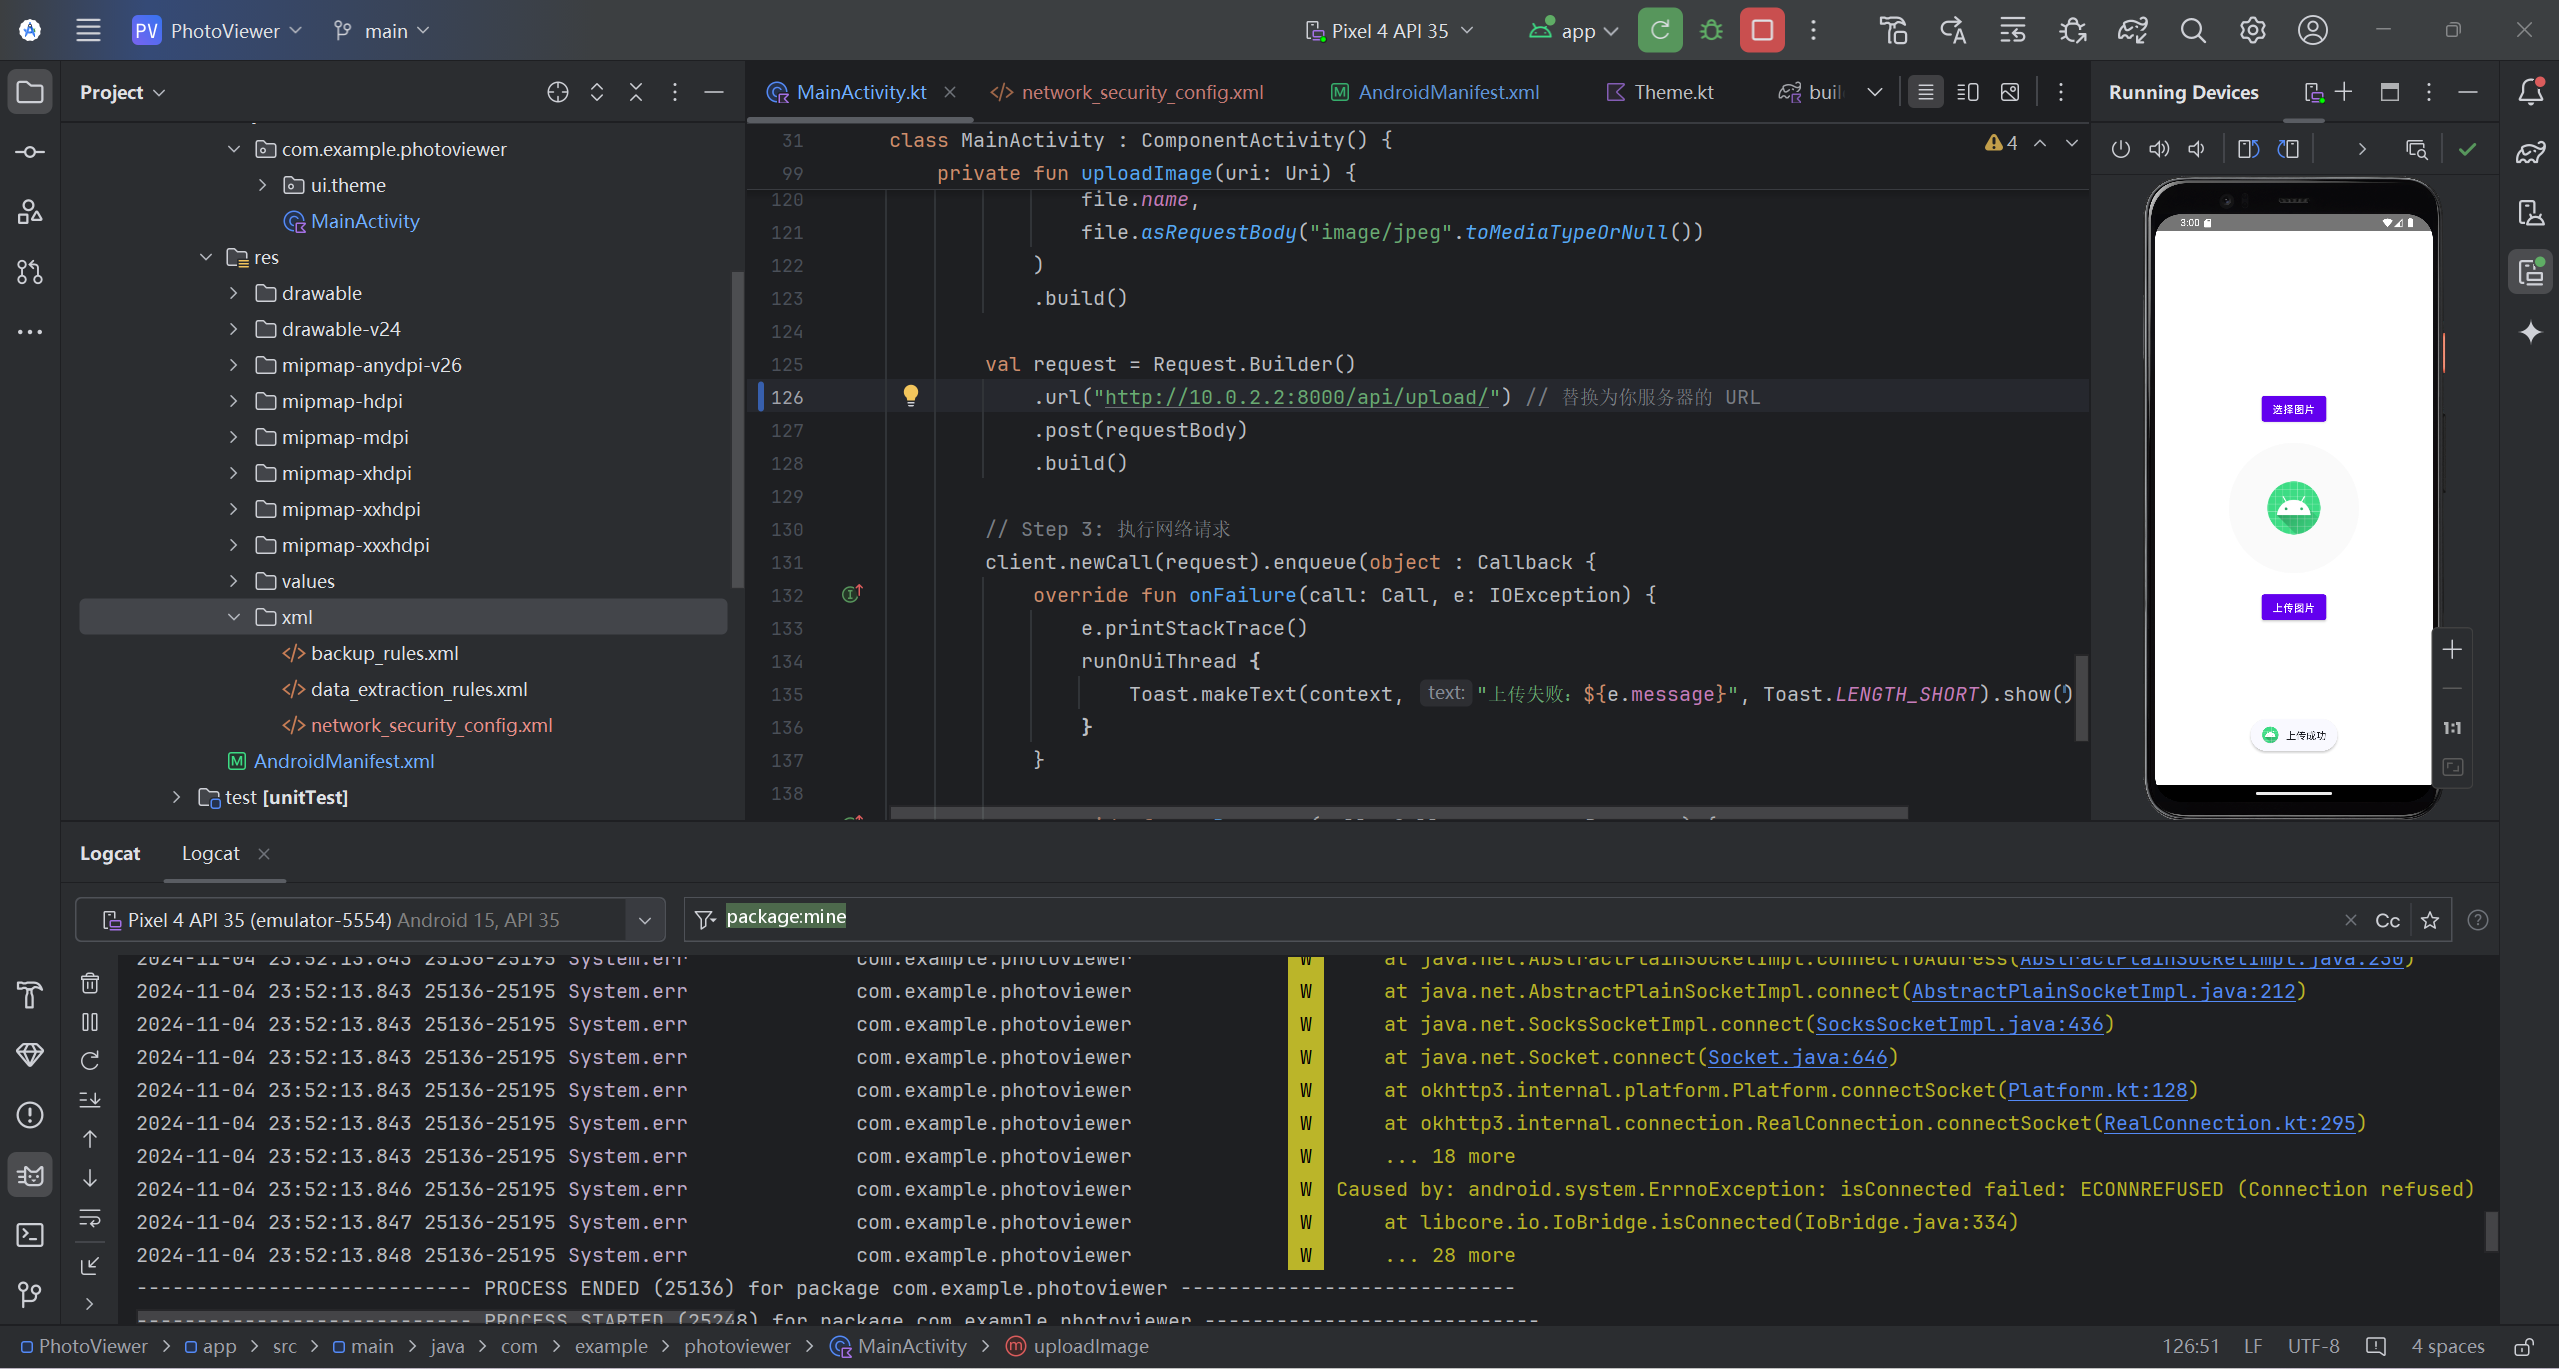 PV PhotoViewer main Pixel 4 API 35 app
Project
com.example.photoviewer
ui.theme
MainActivity
res
drawable
drawable-v24
mipmap-anydpi-v26
mipmap-hdpi
mipmap-mdpi
mipmap-xhdpi
mipmap-xxhdpi
mipmap-xxxhdpi
values
xml
backup_rules.xml
data_extraction_rules.xml
network_security_config.xml
AndroidManifest.xml
test [unitTest]
MainActivity.kt network_security_config.xml AndroidManifest.xml Theme.kt buil
4
31 class MainActivity : ComponentActivity() {
99 private fun uploadImage(uri: Uri) {
120 file.name,
121 file.asRequestBody("image/jpeg".toMediaTypeOrNull())
122 )
123 .build()
124
125 val request = Request.Builder()
126 .url("http://10.0.2.2:8000/api/upload/") // 替换为你服务器的 URL
127 .post(requestBody)
128 .build()
129
130 // Step 3: 执行网络请求
131 client.newCall(request).enqueue(object : Callback {
132 override fun onFailure(call: Call, e: IOException) {
133 e.printStackTrace()
134 runOnUiThread {
135 Toast.makeText(context, text: "上传失败: ${e.message}", Toast.LENGTH_SHORT).show()
136 }
137 }
138
Running Devices
3:00
选择图片
上传图片
上传成功
1:1
Logcat Logcat
Pixel 4 API 35 (emulator-5554) Android 15, API 35 package:mine Cc
2024-11-04 23:52:13.843 25136-25195 System.err com.example.photoviewer W at java.net.AbstractPlainSocketImpl.connectToAddress(AbstractPlainSocketImpl.java:230)
2024-11-04 23:52:13.843 25136-25195 System.err com.example.photoviewer W at java.net.AbstractPlainSocketImpl.connect(AbstractPlainSocketImpl.java:212)
2024-11-04 23:52:13.843 25136-25195 System.err com.example.photoviewer W at java.net.SocksSocketImpl.connect(SocksSocketImpl.java:436)
2024-11-04 23:52:13.843 25136-25195 System.err com.example.photoviewer W at java.net.Socket.connect(Socket.java:646)
2024-11-04 23:52:13.843 25136-25195 System.err com.example.photoviewer W at okhttp3.internal.platform.Platform.connectSocket(Platform.kt:128)
2024-11-04 23:52:13.843 25136-25195 System.err com.example.photoviewer W at okhttp3.internal.connection.RealConnection.connectSocket(RealConnection.kt:295)
2024-11-04 23:52:13.843 25136-25195 System.err com.example.photoviewer W ... 18 more
2024-11-04 23:52:13.846 25136-25195 System.err com.example.photoviewer W Caused by: android.system.ErrnoException: isConnected failed: ECONNREFUSED (Connection refused)
2024-11-04 23:52:13.847 25136-25195 System.err com.example.photoviewer W at libcore.io.IoBridge.isConnected(IoBridge.java:334)
2024-11-04 23:52:13.848 25136-25195 System.err com.example.photoviewer W ... 28 more
---------------------------- PROCESS ENDED (25136) for package com.example.photoviewer ----------------------------
---------------------------- PROCESS STARTED (25248) for package com.example.photoviewer ----------------------------
PhotoViewer > app > src > main > java > com > example > photoviewer > MainActivity > uploadImage 126:51 LF UTF-8 4 spaces